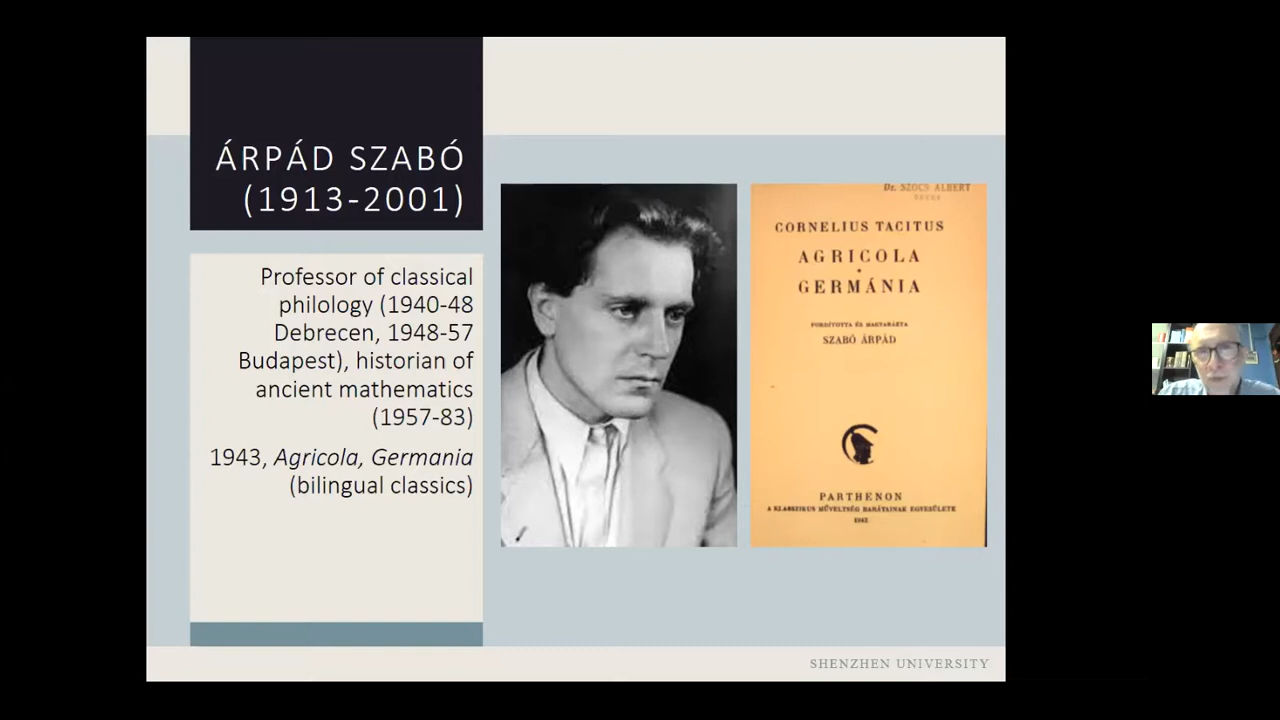 ÁRPÁD SZABÓ
(1913-2001)
Professor of classical
philology (1940-48
Debrecen, 1948-57
Budapest), historian of
ancient mathematics
(1957-83)
1943, Agricola, Germania
(bilingual classics)
Dr. SZŐCS ALBERT
CORNELIUS TACITUS
AGRICOLA
GERMÁNIA
FORDÍTOTTA ÉS MAGYARÁZTA
SZABÓ ÁRPÁD
PARTHENON
A KLASSZIKUS MŰVELTSÉG BARÁTAINAK EGYESÜLETE
SHENZHEN UNIVERSITY